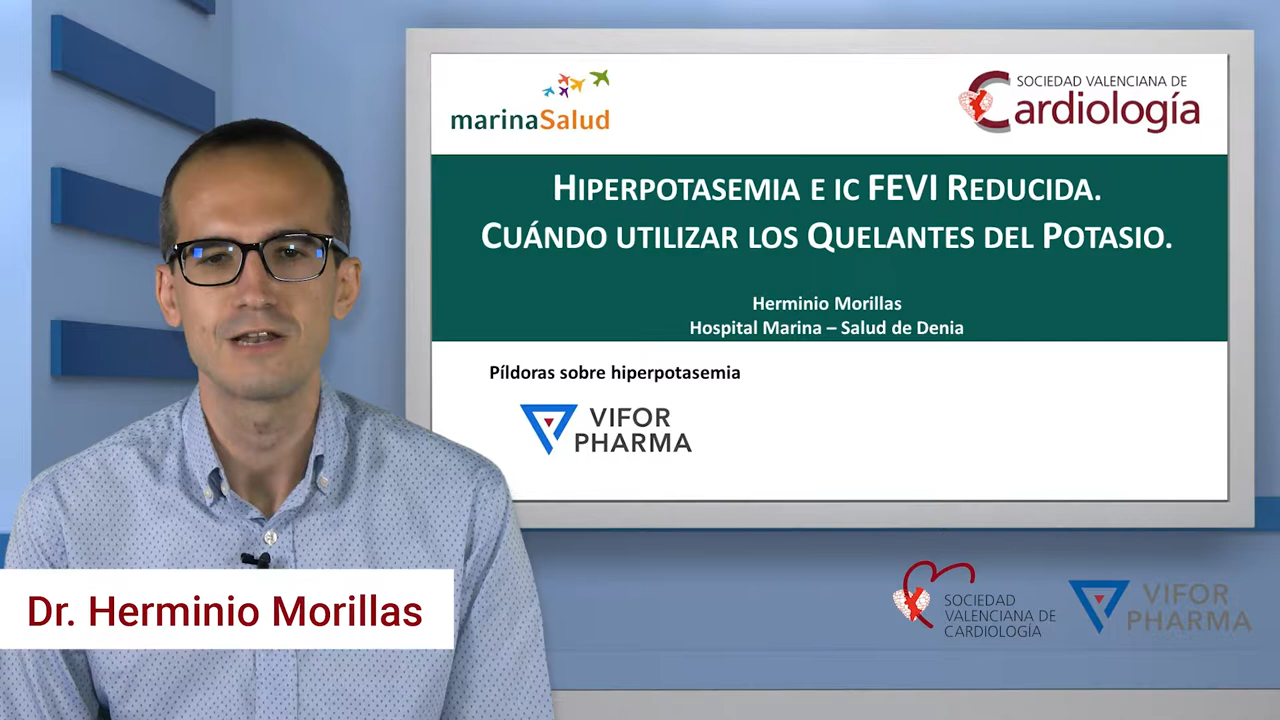 marinaSalud
SOCIEDAD VALENCIANA DE
Cardiología
HIPERPOTASEMIA E IC FEVI REDUCIDA.
CUÁNDO UTILIZAR LOS QUELANTES DEL POTASIO.
Herminio Morillas
Hospital Marina – Salud de Denia
Píldoras sobre hiperpotasemia
VIFOR
PHARMA
Dr. Herminio Morillas
SOCIEDAD
VALENCIANA DE
CARDIOLOGÍA
VIFOR
PHARMA